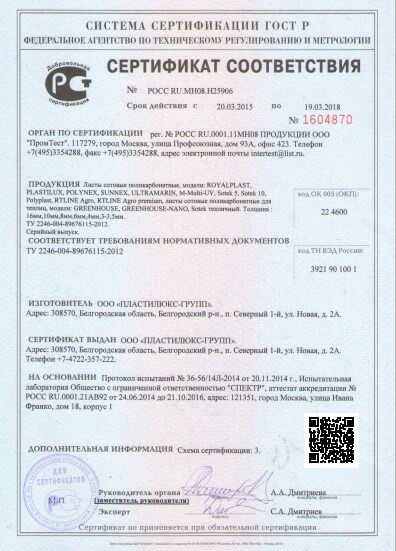 СИСТЕМА СЕРТИФИКАЦИИ ГОСТ Р
ФЕДЕРАЛЬНОЕ АГЕНТСТВО ПО ТЕХНИЧЕСКОМУ РЕГУЛИРОВАНИЮ И МЕТРОЛОГИИ
Добровольная
сертификация
СЕРТИФИКАТ СООТВЕТСТВИЯ
№ РОСС RU.МН08.Н25906
Срок действия с 20.03.2015 по 19.03.2018
№ 1604870
ОРГАН ПО СЕРТИФИКАЦИИ рег. № РОСС RU.0001.11МН08 ПРОДУКЦИИ ООО
"ПромТест". 117279, город Москва, улица Профсоюзная, дом 93А, офис 423. Телефон
+7(495)3354288, факс +7(495)3354288, адрес электронной почты intertest@list.ru.
ПРОДУКЦИЯ Листы сотовые поликарбонатные, модели: ROYALPLAST,
PLASTILUX, POLYNEX, SUNNEX, ULTRAMARIN, M-Multi-UV, Sotek 5, Sotek 10,
Polyplast, RTLINE Agro, RTLINE Agro premium, листы сотовые поликарбонатные для
теплиц, модели: GREENHOUSE, GREENHOUSE-NANO, Sotek тепличный. Толщина :
16мм,10мм,8мм,6мм,4мм,3-3,5мм.
ТУ 2246-004-89676115-2012
Серийный выпуск.
код ОК 005 (ОКП):
22 4600
СООТВЕТСТВУЕТ ТРЕБОВАНИЯМ НОРМАТИВНЫХ ДОКУМЕНТОВ
ТУ 2246-004-89676115-2012
код ТН ВЭД России:
3921 90 100 1
ИЗГОТОВИТЕЛЬ ООО «ПЛАСТИЛЮКС-ГРУПП».
Адрес: 308570, Белгородская область, Белгородский р-н., п. Северный 1-й, ул. Новая, д. 2А.
СЕРТИФИКАТ ВЫДАН ООО «ПЛАСТИЛЮКС-ГРУПП».
Адрес: 308570, Белгородская область, Белгородский р-н., п. Северный 1-й, ул. Новая, д. 2А.
Телефон +7-4722-357-222.
НА ОСНОВАНИИ Протокол испытаний № 36-56/14Л-2014 от 20.11.2014 г., Испытательная
лаборатория Общество с ограниченной ответственностью "СПЕКТР", аттестат аккредитации №
РОСС RU.0001.21АВ92 от 24.06.2014 до 21.10.2016, адрес: 121351, город Москва, улица Ивана
Франко, дом 18, корпус 1
ДОПОЛНИТЕЛЬНАЯ ИНФОРМАЦИЯ Схема сертификации: 3.
ДЛЯ
СЕРТИФИКАТОВ
М.П.
Руководитель органа
(заместитель руководителя)
подпись
А.А. Дмитриева
инициалы, фамилия
Эксперт
подпись
С.А. Дмитриев
инициалы, фамилия
Сертификат не применяется при обязательной сертификации